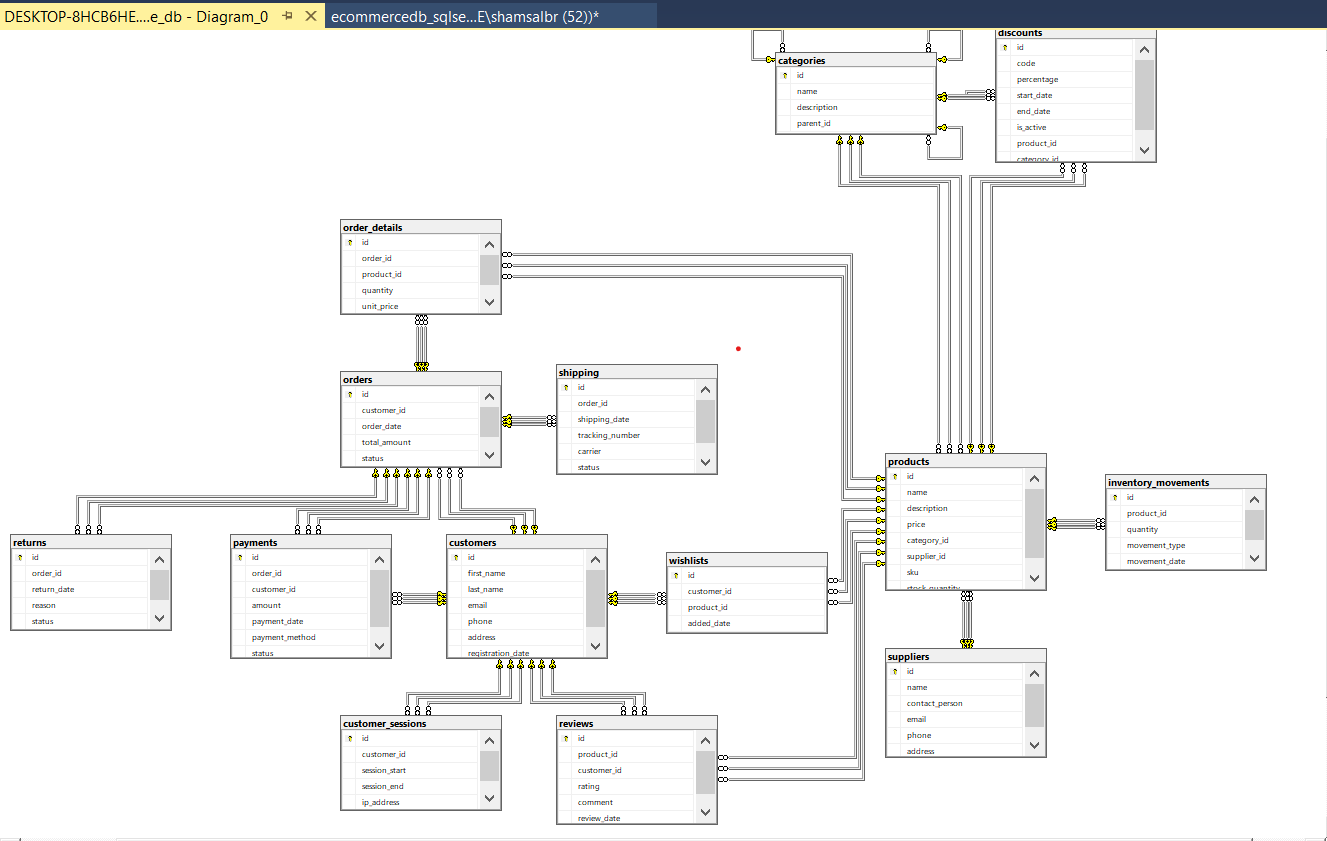 DESKTOP-8HCB6HE....e_db - Diagram_0
ecommercedb_sqlse...E\shamsalbr (52))*
discounts
id
code
percentage
start_date
end_date
is_active
product_id
category_id
categories
id
name
description
parent_id
order_details
id
order_id
product_id
quantity
unit_price
orders
id
customer_id
order_date
total_amount
status
shipping
id
order_id
shipping_date
tracking_number
carrier
status
products
id
name
description
price
category_id
supplier_id
sku
stock_quantity
inventory_movements
id
product_id
quantity
movement_type
movement_date
returns
id
order_id
return_date
reason
status
payments
id
order_id
customer_id
amount
payment_date
payment_method
status
customers
id
first_name
last_name
email
phone
address
registration_date
wishlists
id
customer_id
product_id
added_date
suppliers
id
name
contact_person
email
phone
address
customer_sessions
id
customer_id
session_start
session_end
ip_address
reviews
id
product_id
customer_id
rating
comment
review_date